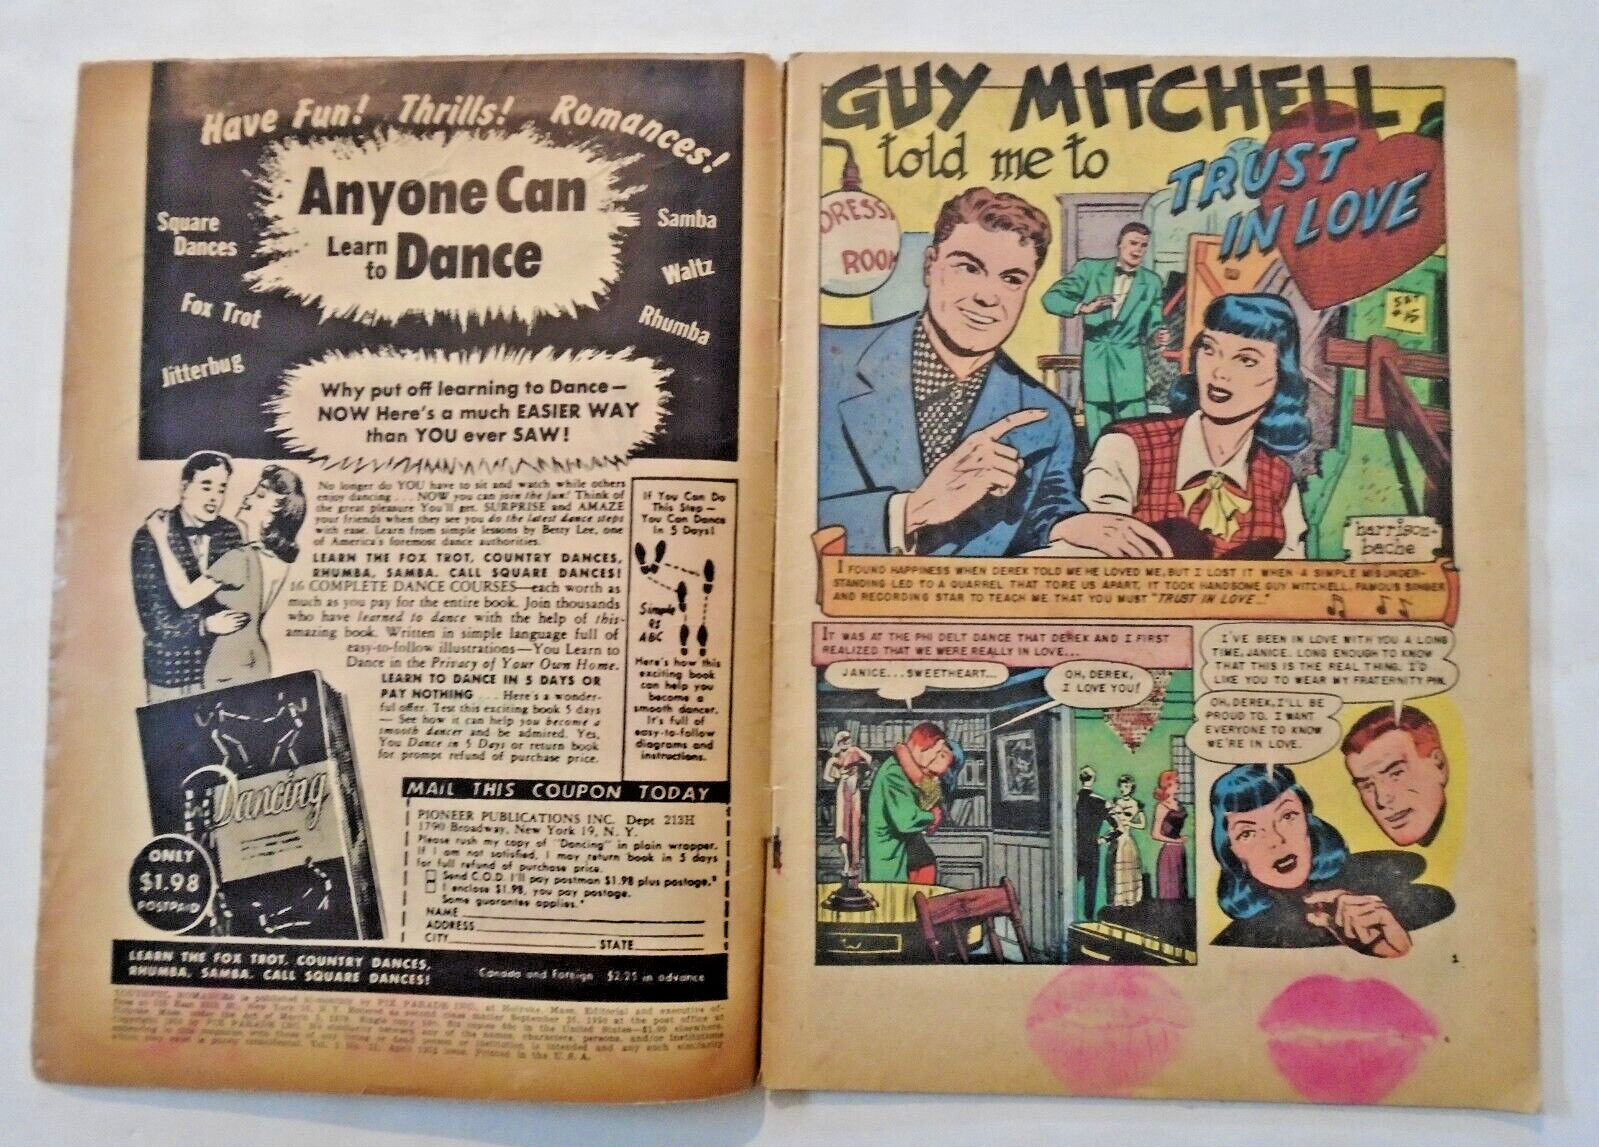 Have Fun! Thrills! Romances!
Anyone Can
Learn to Dance
Square Dances
Fox Trot
Jitterbug
Samba
Waltz
Rhumba
Why put off learning to Dance—
NOW Here's a much EASIER WAY
than YOU ever SAW!
No longer do YOU have to sit and watch while others
enjoy dancing . . . NOW you can join the fun! Think of
the great pleasure You'll get. SURPRISE and AMAZE
your friends when they see you do the latest dance steps
with ease. Learn from simple lessons by Betty Lee, one
of America's foremost dance authorities.
LEARN THE FOX TROT, COUNTRY DANCES,
RHUMBA, SAMBA. CALL SQUARE DANCES!
16 COMPLETE DANCE COURSES—each worth as
much as you pay for the entire book. Join thousands
who have learned to dance with the help of this
amazing book. Written in simple language full of
easy-to-follow illustrations—You Learn to
Dance in the Privacy of Your Own Home.
LEARN TO DANCE IN 5 DAYS OR
PAY NOTHING . . . Here's a wonder-
ful offer. Test this exciting book 5 days
— See how it can help you become a
smooth dancer and be admired. Yes,
You Dance in 5 Days or return book
for prompt refund of purchase price.
If You Can Do
This Step —
You Can Dance
in 5 Days!
Simple
as
ABC
Here's how this
exciting book
can help you
become a
smooth dancer.
It's full of
easy-to-follow
diagrams and
instructions.
Dancing
ONLY
$1.98
POSTPAID
MAIL THIS COUPON TODAY
PIONEER PUBLICATIONS INC. Dept 213H
1790 Broadway, New York 19, N. Y.
Please rush my copy of "Dancing" in plain wrapper.
If I am not satisfied, I may return book in 5 days
for full refund of purchase price.
Send C.O.D. I'll pay postman $1.98 plus postage.*
I enclose $1.98, you pay postage.
Same guarantee applies.*
NAME
ADDRESS
CITY STATE
LEARN THE FOX TROT, COUNTRY DANCES,
RHUMBA, SAMBA. CALL SQUARE DANCES!
Canada and Foreign $2.25 in advance
YOUTHFUL ROMANCES is published bi-monthly by PIX PARADE INC., at Holyoke, Mass. Editorial and executive of-
GUY MITCHELL
told me to
TRUST
IN LOVE
DRESSI
ROOM
SET
#15
harrison-
bache
I FOUND HAPPINESS WHEN DEREK TOLD ME HE LOVED ME, BUT I LOST IT WHEN A SIMPLE MISUNDER-
STANDING LED TO A QUARREL THAT TORE US APART. IT TOOK HANDSOME GUY MITCHELL, FAMOUS SINGER
AND RECORDING STAR TO TEACH ME THAT YOU MUST "TRUST IN LOVE.."
IT WAS AT THE PHI DELT DANCE THAT DEREK AND I FIRST
REALIZED THAT WE WERE REALLY IN LOVE...
JANICE... SWEETHEART...
OH, DEREK,
I LOVE YOU!
I'VE BEEN IN LOVE WITH YOU A LONG
TIME, JANICE. LONG ENOUGH TO KNOW
THAT THIS IS THE REAL THING. I'D
LIKE YOU TO WEAR MY FRATERNITY PIN.
OH, DEREK, I'LL BE
PROUD TO. I WANT
EVERYONE TO KNOW
WE'RE IN LOVE.
1